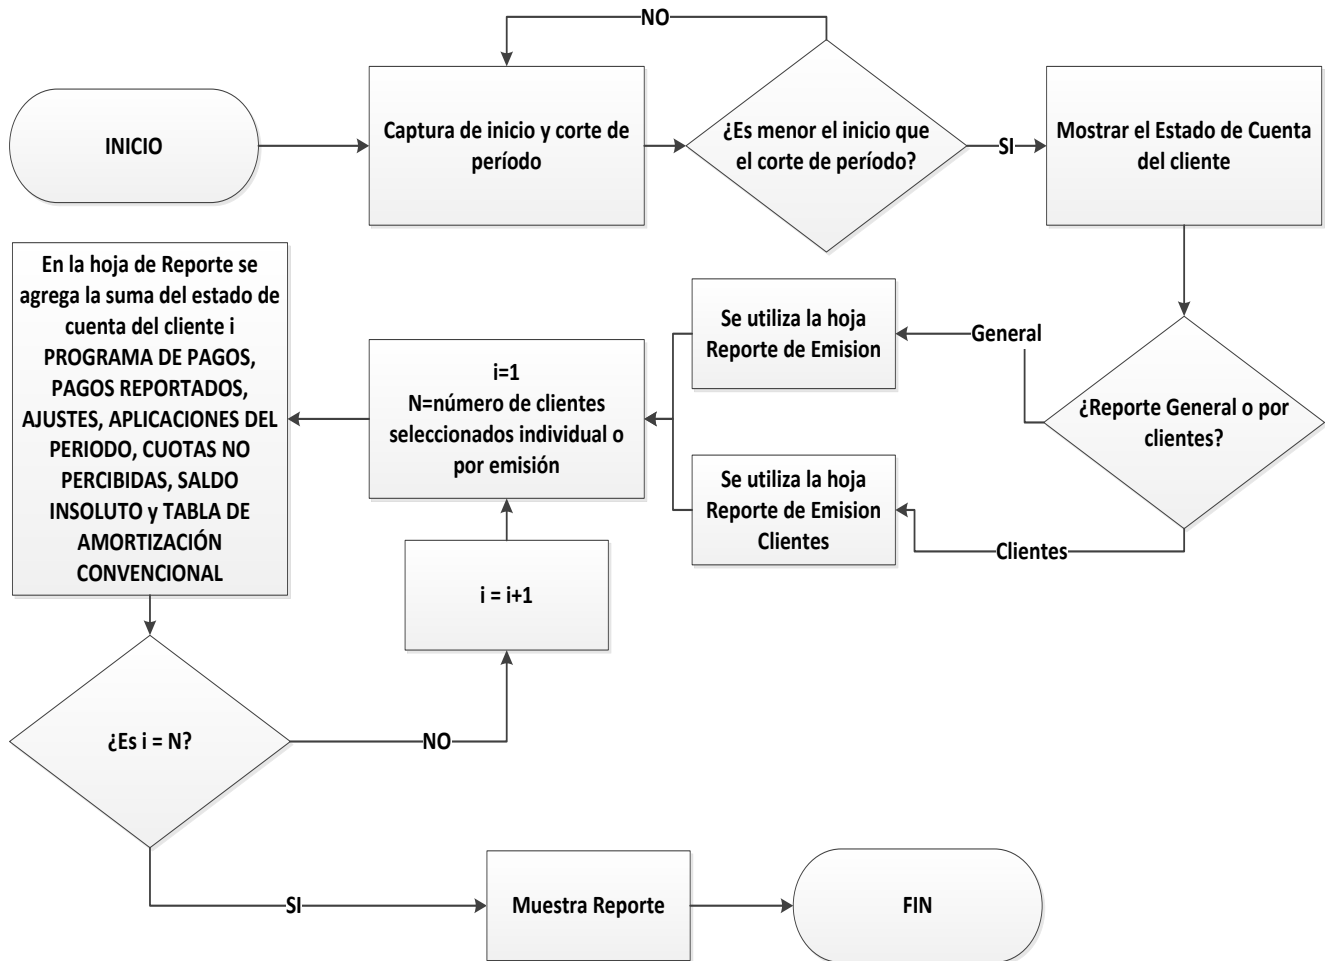 NO
INICIO
Captura de inicio y corte de
período
¿Es menor el inicio que
el corte de período?
SI
Mostrar el Estado de Cuenta
del cliente
¿Reporte General o por
clientes?
General
Clientes
Se utiliza la hoja
Reporte de Emision
Se utiliza la hoja
Reporte de Emision
Clientes
i=1
N=número de clientes
seleccionados individual o
por emisión
En la hoja de Reporte se
agrega la suma del estado de
cuenta del cliente i
PROGRAMA DE PAGOS,
PAGOS REPORTADOS,
AJUSTES, APLICACIONES DEL
PERIODO, CUOTAS NO
PERCIBIDAS, SALDO
INSOLUTO y TABLA DE
AMORTIZACIÓN
CONVENCIONAL
i = i+1
¿Es i = N?
NO
SI
Muestra Reporte
FIN